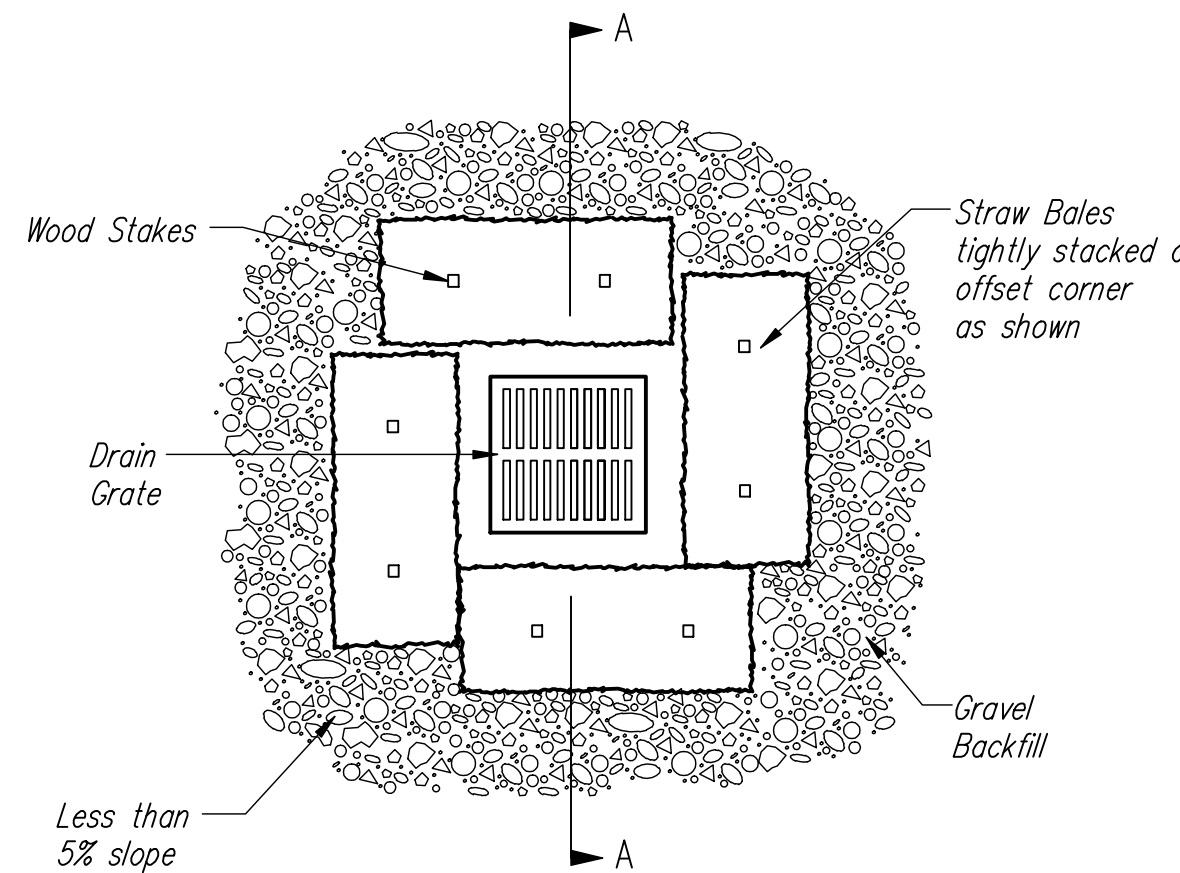 A
Wood Stakes
Straw Bales
tightly stacked
offset corner
as shown
Drain
Grate
Gravel
Backfill
Less than
5% slope
A